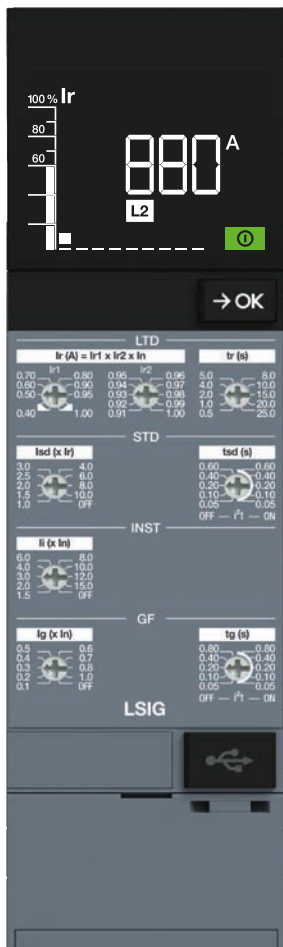 100 % Ir
80
60
880 A
L2
→ OK
LTD
Ir (A) = Ir1 x Ir2 x In
tr (s)
Ir1
Ir2
0.70 0.80 0.95 0.96 5.0 8.0
0.60 0.90 0.94 0.97 4.0 10.0
0.50 0.95 0.93 0.98 2.0 15.0
0.92 0.99 1.0 20.0
0.40 1.00 0.91 1.00 0.5 25.0
STD
Isd (x Ir)
tsd (s)
3.0 4.0 0.60 0.60
2.5 6.0 0.40 0.40
2.0 8.0 0.20 0.20
1.5 10.0 0.10 0.10
1.0 OFF 0.05 0.05
OFF — i²t — ON
INST
Ii (x In)
6.0 8.0
4.0 10.0
3.0 12.0
2.0 15.0
1.5 OFF
GF
Ig (x In)
tg (s)
0.5 0.6 0.80 0.80
0.4 0.7 0.40 0.40
0.3 0.8 0.20 0.20
0.2 1.0 0.10 0.10
0.1 OFF 0.05 0.05
OFF — i²t — ON
LSIG